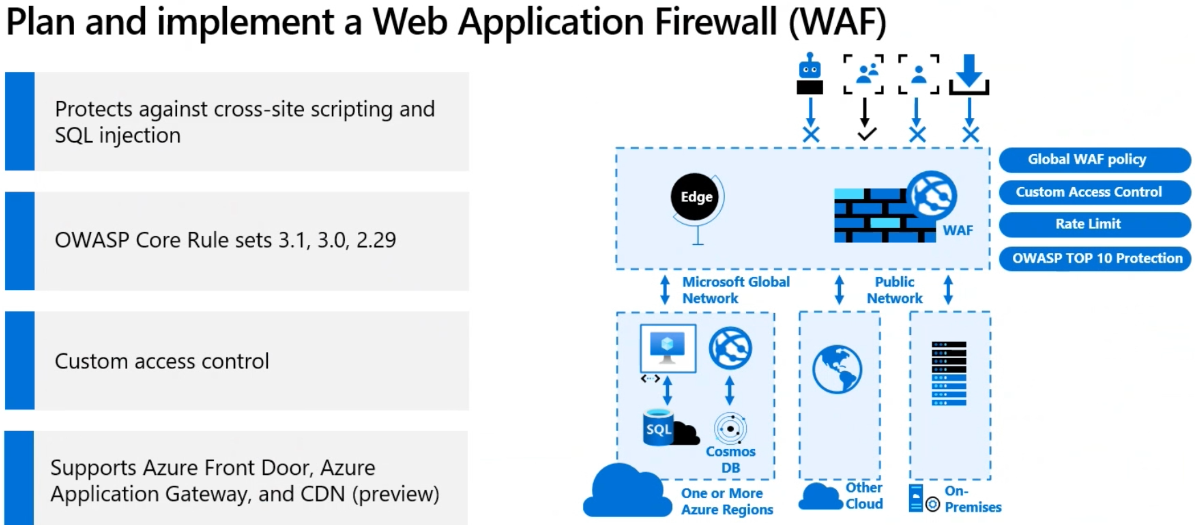 Plan and implement a Web Application Firewall (WAF)
Protects against cross-site scripting and
SQL injection
OWASP Core Rule sets 3.1, 3.0, 2.29
Custom access control
Supports Azure Front Door, Azure
Application Gateway, and CDN (preview)
Edge
WAF
Global WAF policy
Custom Access Control
Rate Limit
OWASP TOP 10 Protection
Microsoft Global
Network
Public
Network
SQL
Cosmos
DB
One or More
Azure Regions
Other
Cloud
On-
Premises